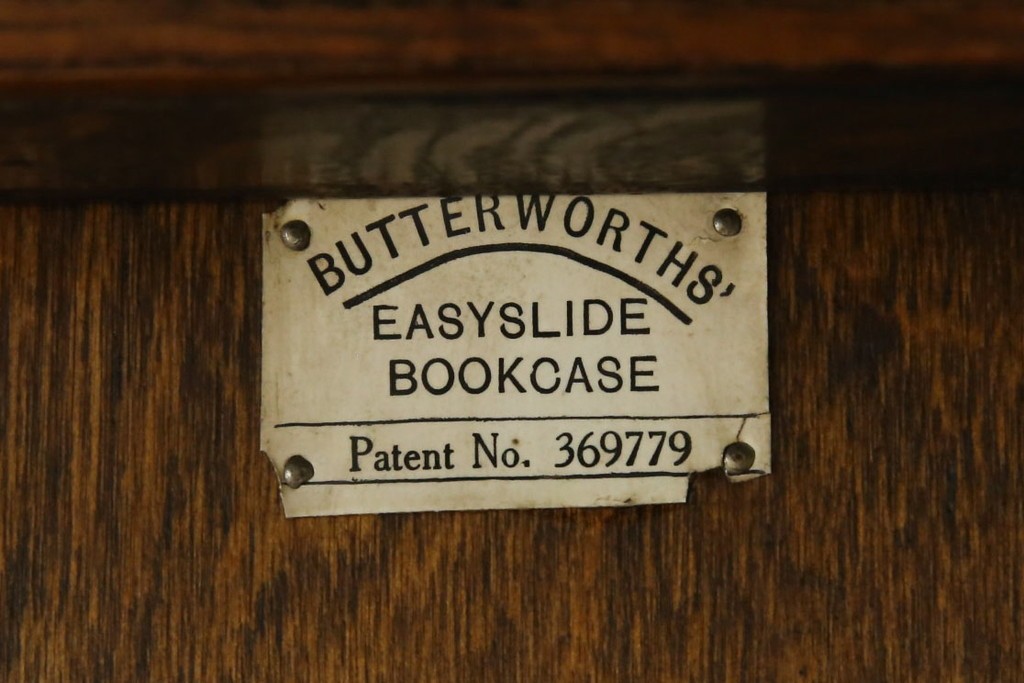 BUTTERWORTHS'
EASYSLIDE
BOOKCASE
Patent No. 369779